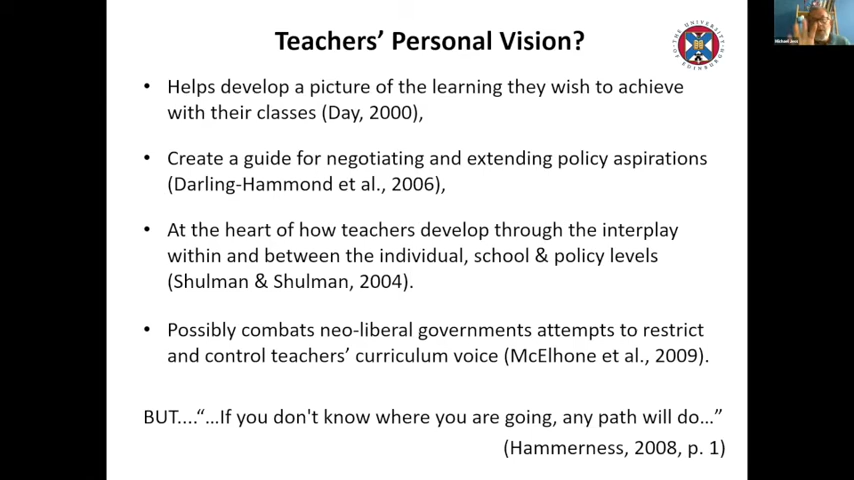 Teachers’ Personal Vision?
THE UNIVERSITY OF EDINBURGH
• Helps develop a picture of the learning they wish to achieve
with their classes (Day, 2000),
• Create a guide for negotiating and extending policy aspirations
(Darling-Hammond et al., 2006),
• At the heart of how teachers develop through the interplay
within and between the individual, school & policy levels
(Shulman & Shulman, 2004).
• Possibly combats neo-liberal governments attempts to restrict
and control teachers’ curriculum voice (McElhone et al., 2009).
BUT....“…If you don't know where you are going, any path will do…”
(Hammerness, 2008, p. 1)